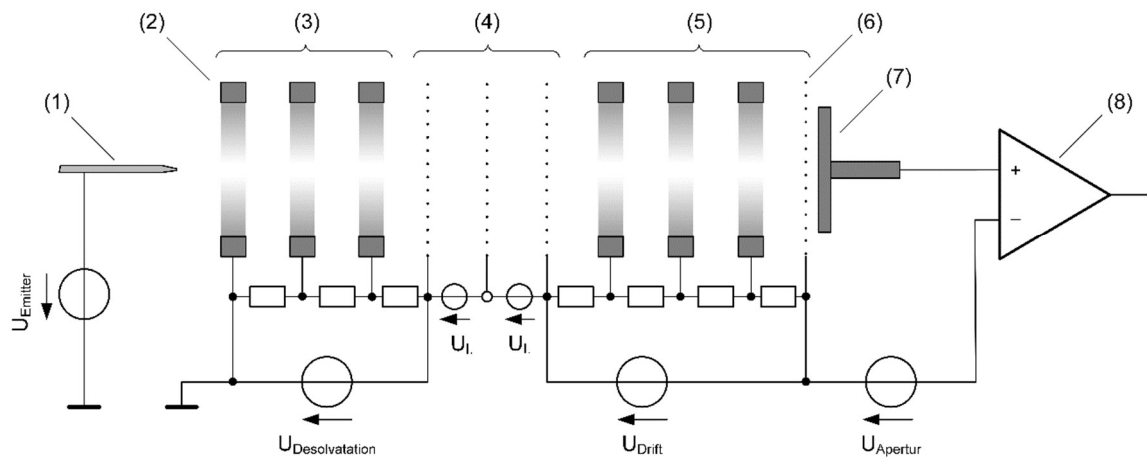 (1)
(2)
(3)
(4)
(5)
(6)
(7)
(8)
+
−
U_Emitter
U_I.
U_I.
U_Desolvatation
U_Drift
U_Apertur